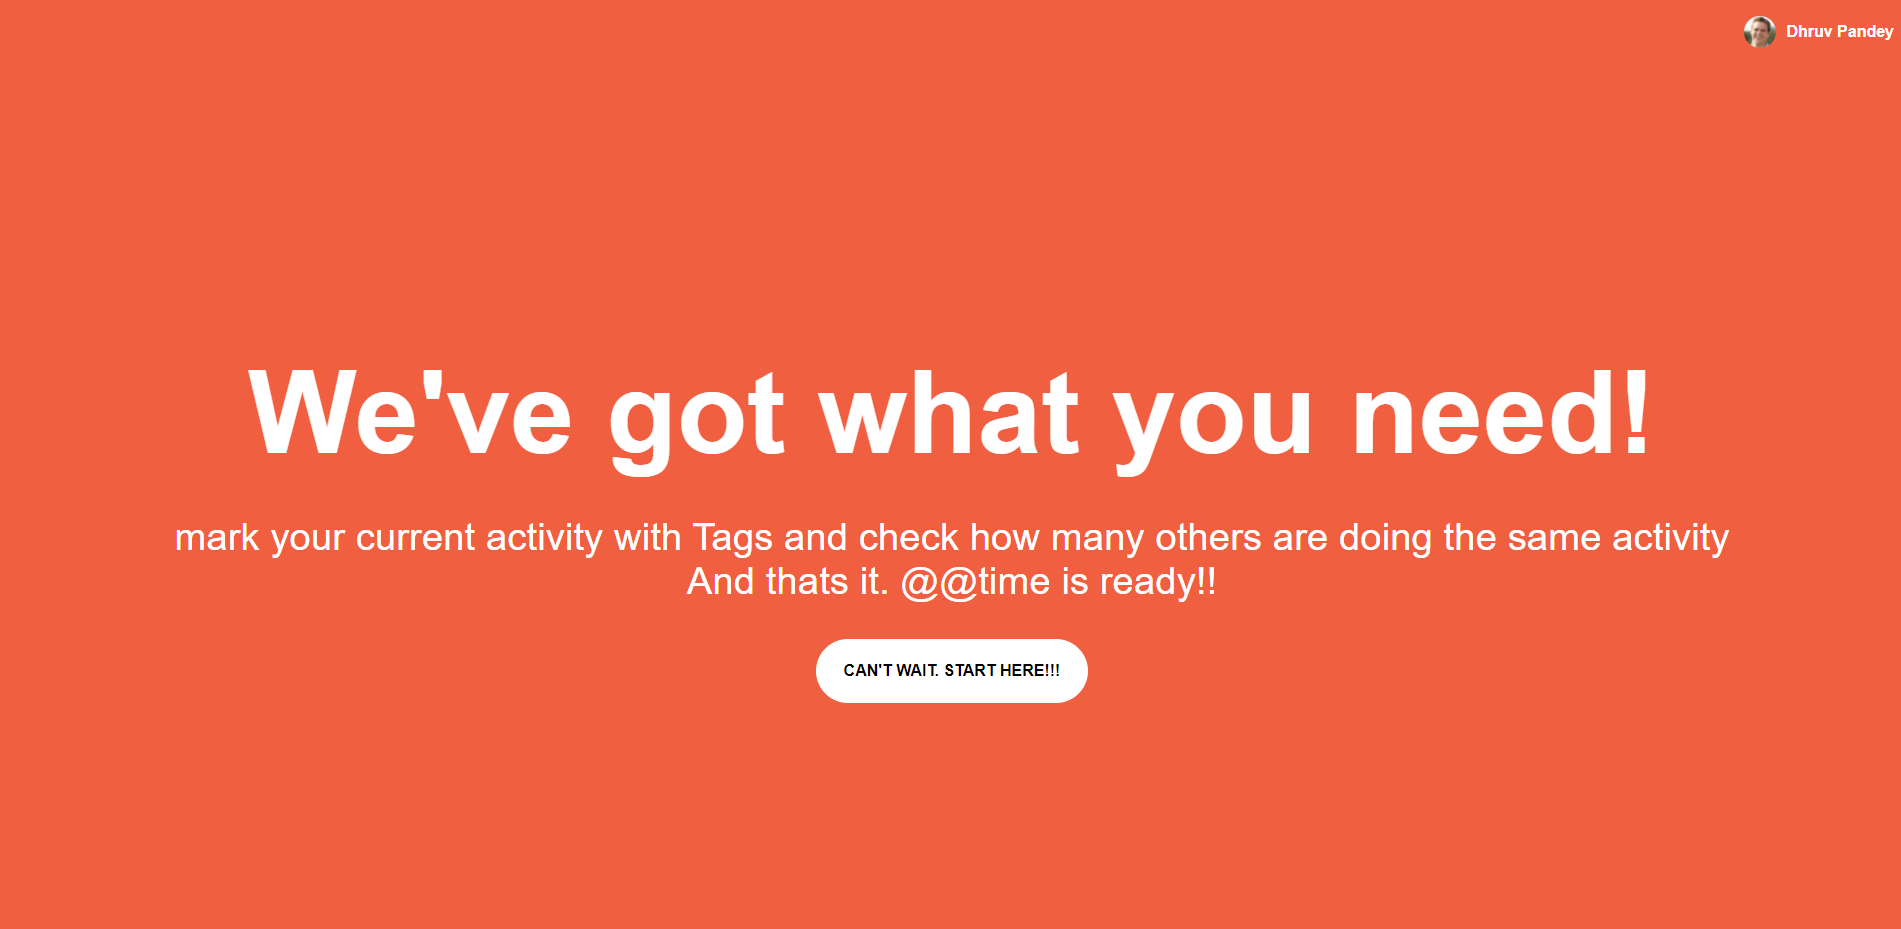 Dhruv Pandey
We've got what you need!
mark your current activity with Tags and check how many others are doing the same activity
And thats it. @@time is ready!!
CAN'T WAIT. START HERE!!!